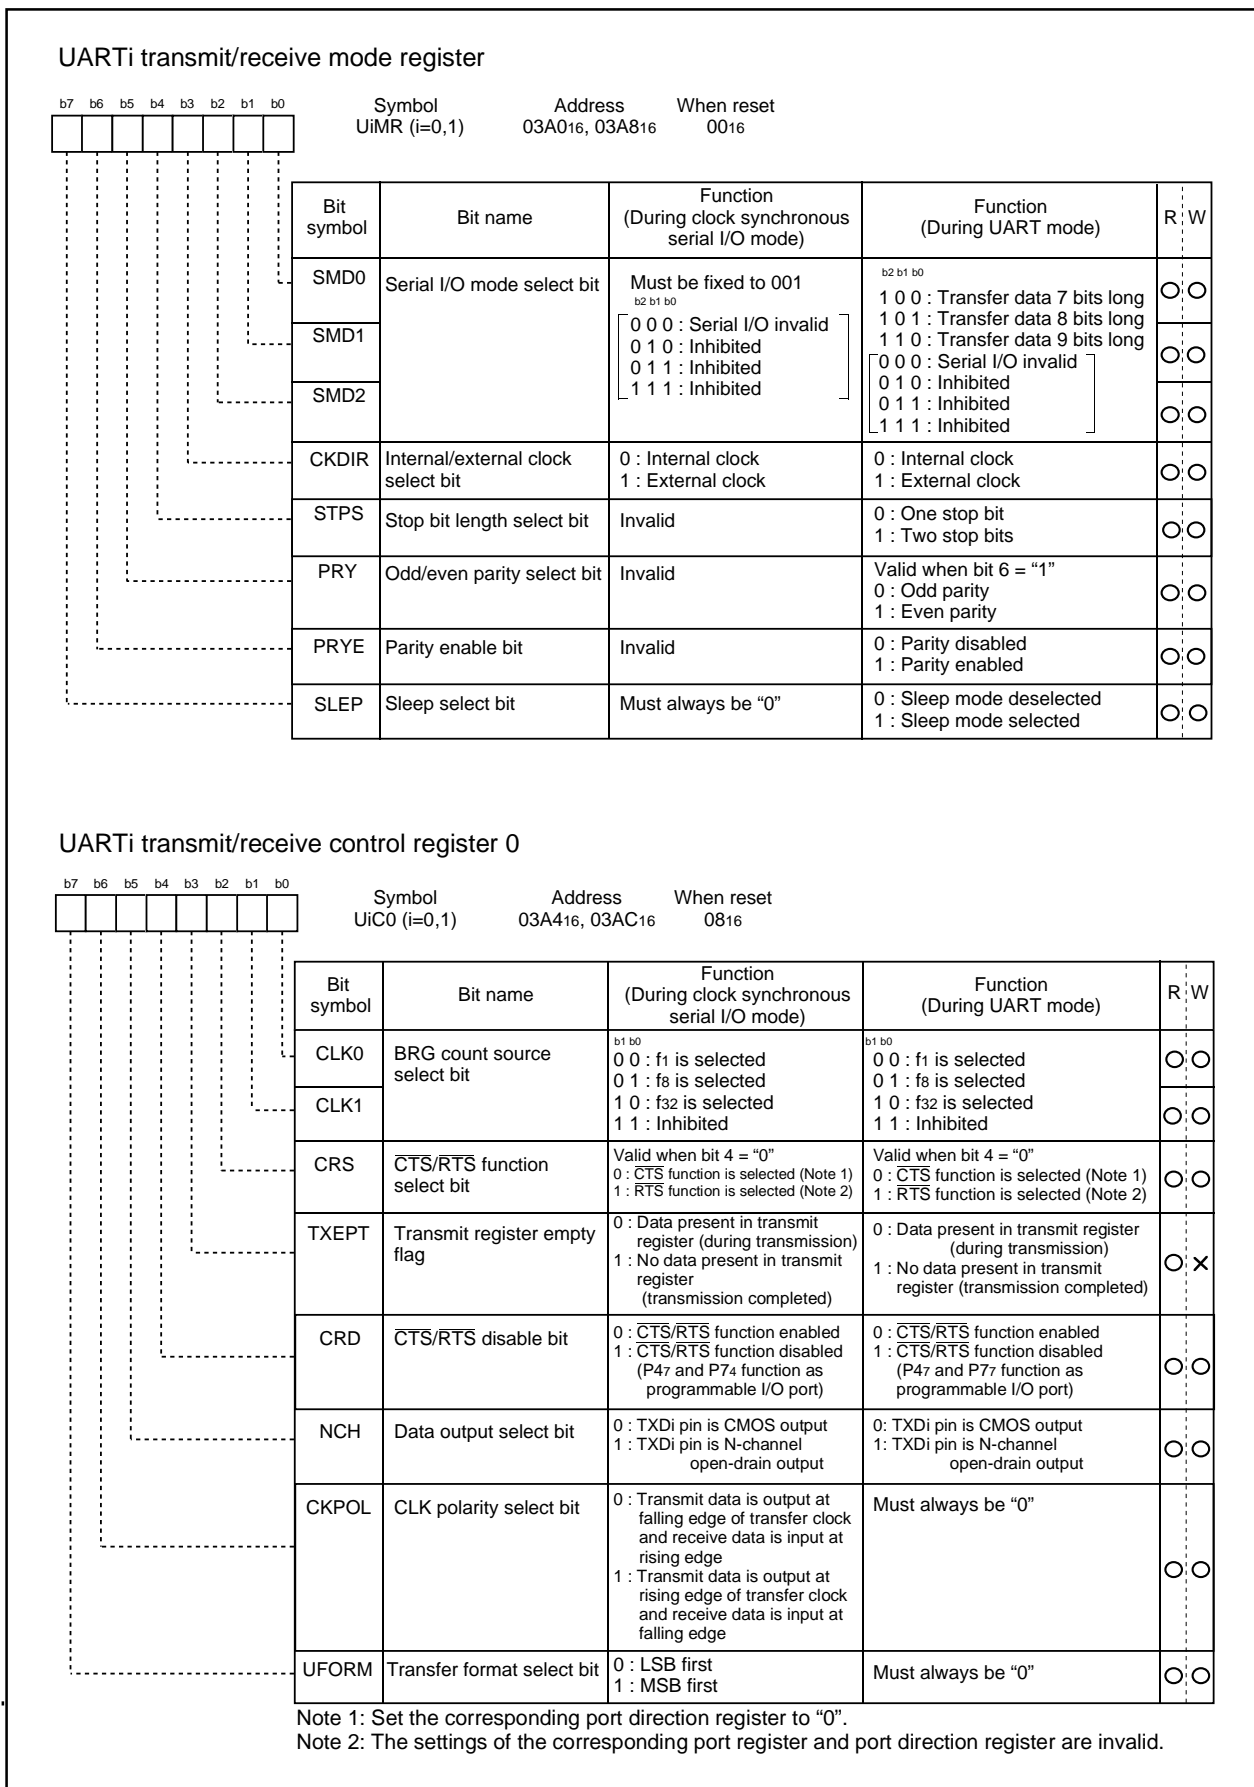 UARTi transmit/receive mode register
b7 b6 b5 b4 b3 b2 b1 b0
Symbol Address When reset
UiMR (i=0,1) 03A016, 03A816 0016
Bit symbol
Bit name
Function
(During clock synchronous
serial I/O mode)
Function
(During UART mode)
R W
SMD0
SMD1
SMD2
Serial I/O mode select bit
Must be fixed to 001
b2 b1 b0
0 0 0 : Serial I/O invalid
0 1 0 : Inhibited
0 1 1 : Inhibited
1 1 1 : Inhibited
b2 b1 b0
1 0 0 : Transfer data 7 bits long
1 0 1 : Transfer data 8 bits long
1 1 0 : Transfer data 9 bits long
0 0 0 : Serial I/O invalid
0 1 0 : Inhibited
0 1 1 : Inhibited
1 1 1 : Inhibited
CKDIR
Internal/external clock
select bit
0 : Internal clock
1 : External clock
0 : Internal clock
1 : External clock
STPS
Stop bit length select bit
Invalid
0 : One stop bit
1 : Two stop bits
PRY
Odd/even parity select bit
Invalid
Valid when bit 6 = “1”
0 : Odd parity
1 : Even parity
PRYE
Parity enable bit
Invalid
0 : Parity disabled
1 : Parity enabled
SLEP
Sleep select bit
Must always be “0”
0 : Sleep mode deselected
1 : Sleep mode selected
UARTi transmit/receive control register 0
b7 b6 b5 b4 b3 b2 b1 b0
Symbol Address When reset
UiC0 (i=0,1) 03A416, 03AC16 0816
Bit symbol
Bit name
Function
(During clock synchronous
serial I/O mode)
Function
(During UART mode)
R W
CLK0
CLK1
BRG count source
select bit
b1 b0
0 0 : f1 is selected
0 1 : f8 is selected
1 0 : f32 is selected
1 1 : Inhibited
b1 b0
0 0 : f1 is selected
0 1 : f8 is selected
1 0 : f32 is selected
1 1 : Inhibited
CRS
CTS/RTS function
select bit
Valid when bit 4 = “0”
0 : CTS function is selected (Note 1)
1 : RTS function is selected (Note 2)
Valid when bit 4 = “0”
0 : CTS function is selected (Note 1)
1 : RTS function is selected (Note 2)
TXEPT
Transmit register empty
flag
0 : Data present in transmit
register (during transmission)
1 : No data present in transmit
register
(transmission completed)
0 : Data present in transmit register
(during transmission)
1 : No data present in transmit
register (transmission completed)
CRD
CTS/RTS disable bit
0 : CTS/RTS function enabled
1 : CTS/RTS function disabled
(P47 and P74 function as
programmable I/O port)
0 : CTS/RTS function enabled
1 : CTS/RTS function disabled
(P47 and P77 function as
programmable I/O port)
NCH
Data output select bit
0 : TXDi pin is CMOS output
1 : TXDi pin is N-channel
open-drain output
0: TXDi pin is CMOS output
1: TXDi pin is N-channel
open-drain output
CKPOL
CLK polarity select bit
0 : Transmit data is output at
falling edge of transfer clock
and receive data is input at
rising edge
1 : Transmit data is output at
rising edge of transfer clock
and receive data is input at
falling edge
Must always be “0”
UFORM
Transfer format select bit
0 : LSB first
1 : MSB first
Must always be “0”
Note 1: Set the corresponding port direction register to “0”.
Note 2: The settings of the corresponding port register and port direction register are invalid.